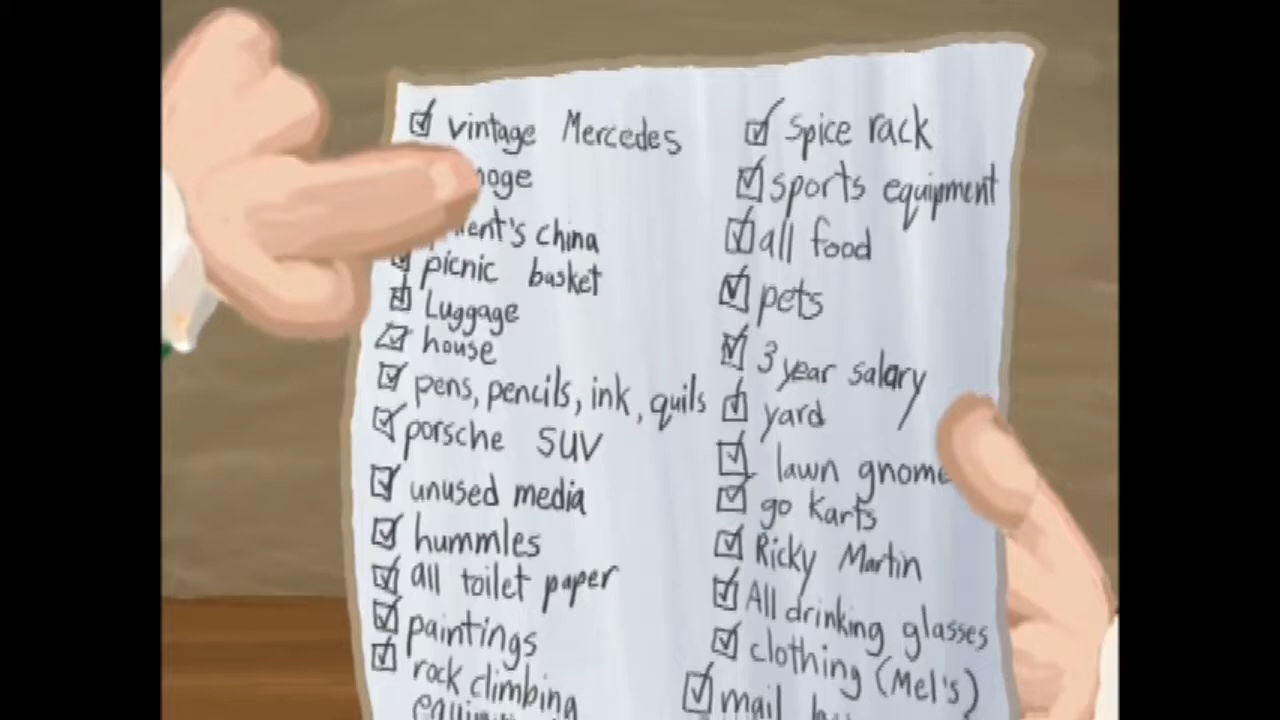 vintage Mercedes
china
picnic basket
Luggage
house
pens, pencils, ink, quils
porsche SUV
unused media
hummles
all toilet paper
paintings
rock climbing
spice rack
sports equipment
all food
pets
3 year salary
yard
lawn gnome
go karts
Ricky Martin
All drinking glasses
clothing (Mel's)
mail